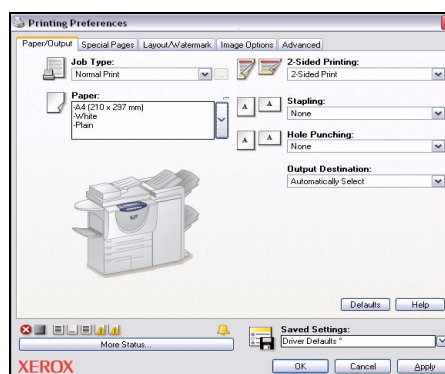 Printing Preferences
Paper/Output Special Pages Layout/Watermark Image Options Advanced
Job Type:
Normal Print
2-Sided Printing:
2-Sided Print
Paper:
-A4 (210 x 297 mm)
-White
-Plain
A A
Stapling:
None
A A
Hole Punching:
None
Output Destination:
Automatically Select
Defaults Help
More Status...
Saved Settings:
Driver Defaults *
XEROX
OK Cancel Apply